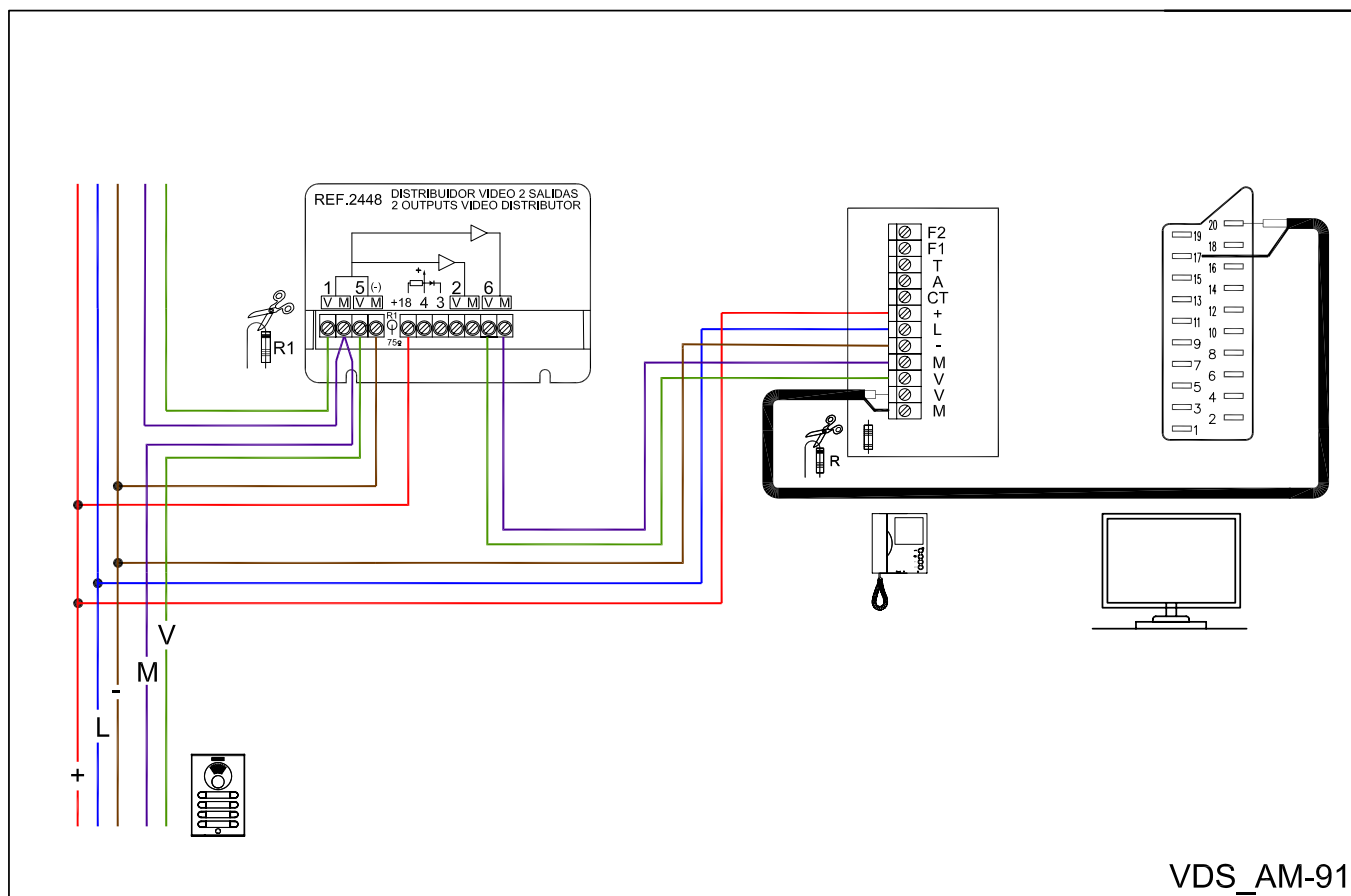 REF.2448
DISTRIBUIDOR VIDEO 2 SALIDAS
2 OUTPUTS VIDEO DISTRIBUTOR
+
1 5 (-) 2 6
V M V M +18 4 3 V M V M
R1
75Ω
R1
F2
F1
T
A
CT
+
L
-
M
V
V
M
R
20
19
18
17
16
15
14
13
12
11
10
9
8
7
6
5
4
3
2
1
V
M
-
L
+
VDS_AM-91